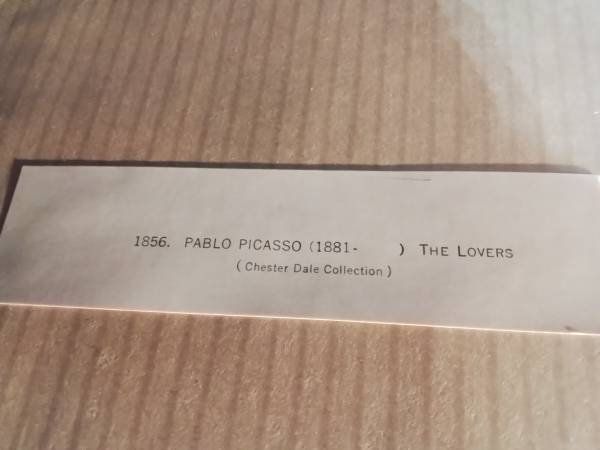 1856. PABLO PICASSO (1881-    ) THE LOVERS
(Chester Dale Collection)